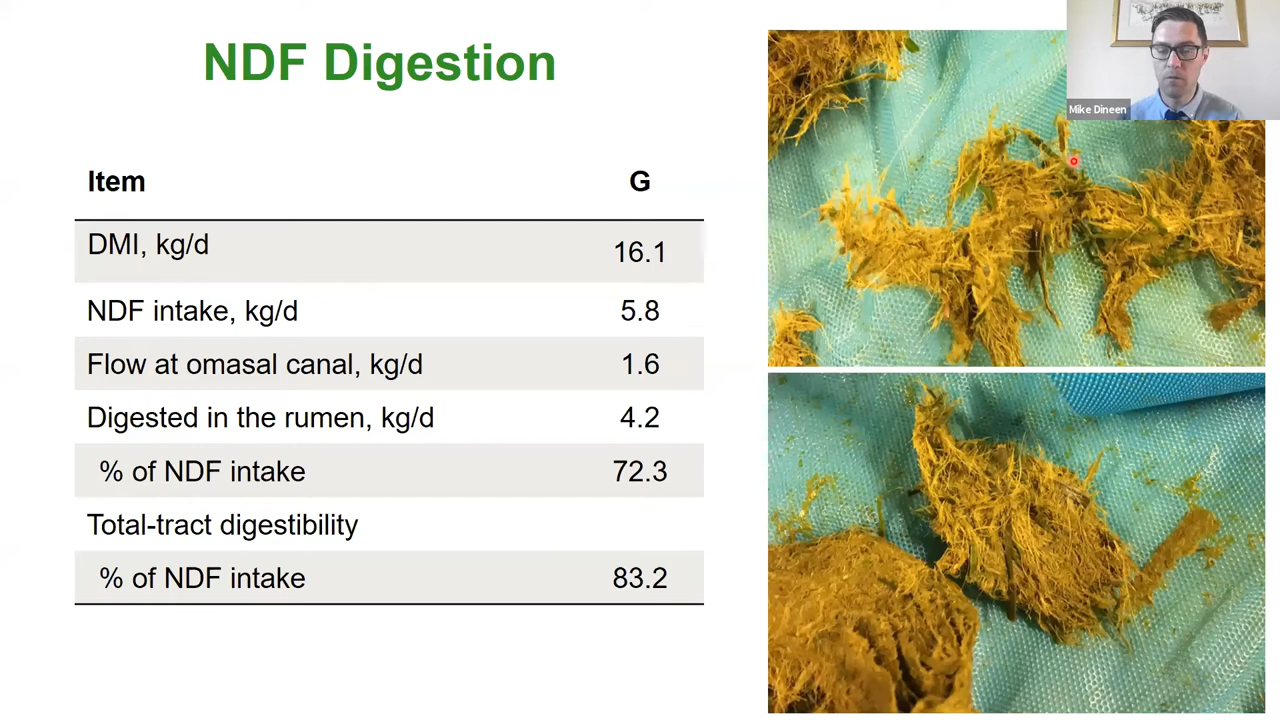 NDF Digestion
Item G
DMI, kg/d 16.1
NDF intake, kg/d 5.8
Flow at omasal canal, kg/d 1.6
Digested in the rumen, kg/d 4.2
% of NDF intake 72.3
Total-tract digestibility
% of NDF intake 83.2
Mike Dineen